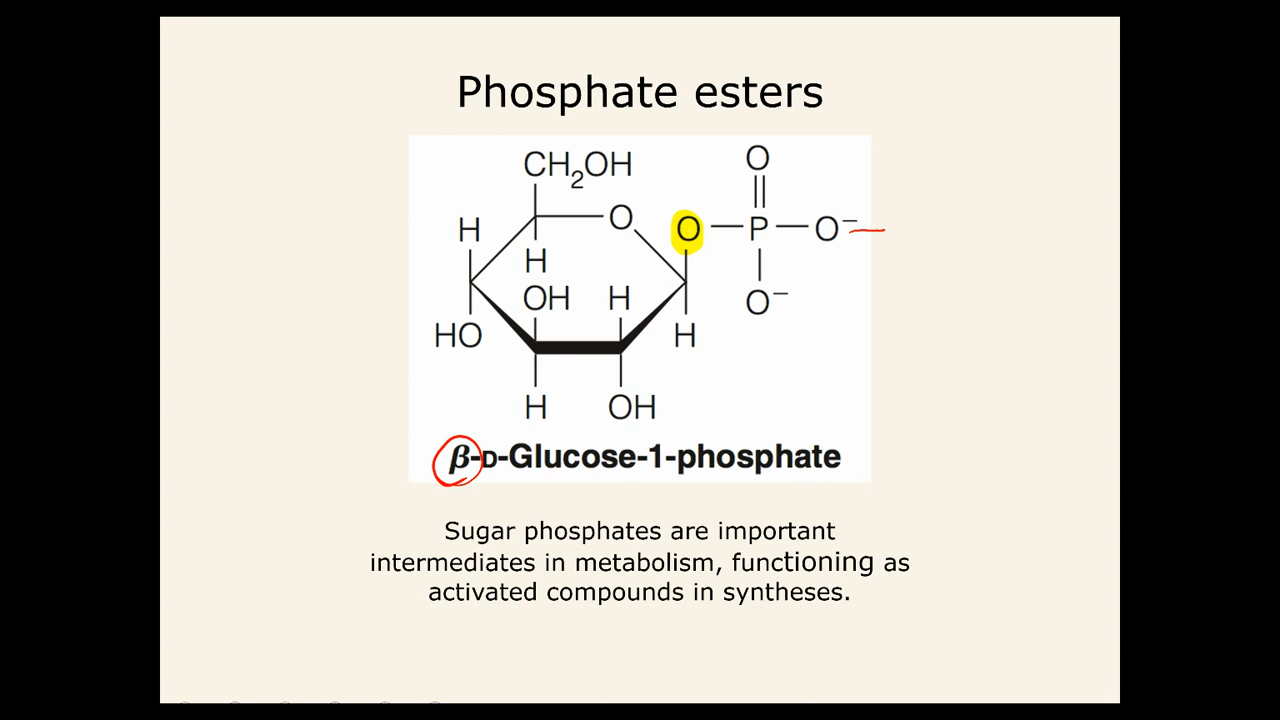 Phosphate esters
CH₂OH
O
H
O
O
P
O⁻
H
OH
H
O⁻
HO
H
H
OH
β-D-Glucose-1-phosphate
Sugar phosphates are important
intermediates in metabolism, functioning as
activated compounds in syntheses.